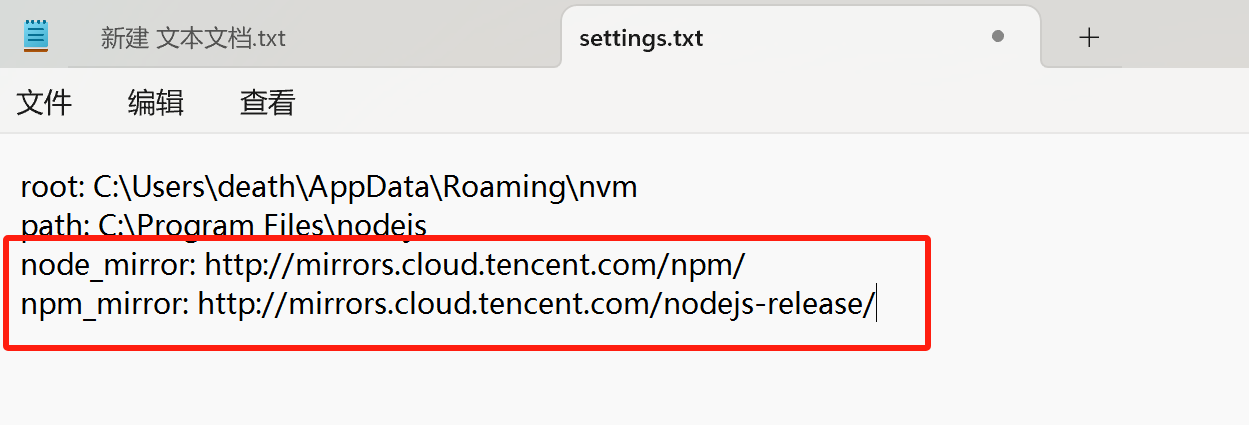 新建 文本文档.txt
settings.txt
文件 编辑 查看
root: C:\Users\death\AppData\Roaming\nvm
path: C:\Program Files\nodejs
node_mirror: http://mirrors.cloud.tencent.com/npm/
npm_mirror: http://mirrors.cloud.tencent.com/nodejs-release/